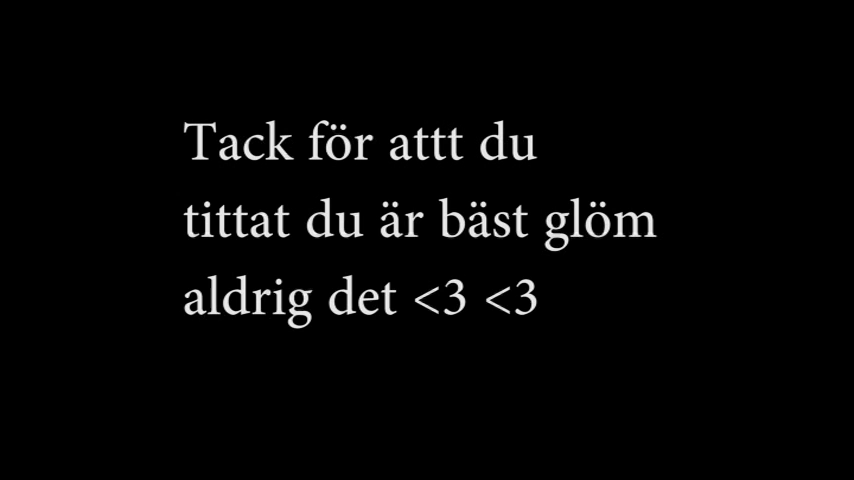 Tack för attt du
tittat du är bäst glöm
aldrig det <3 <3